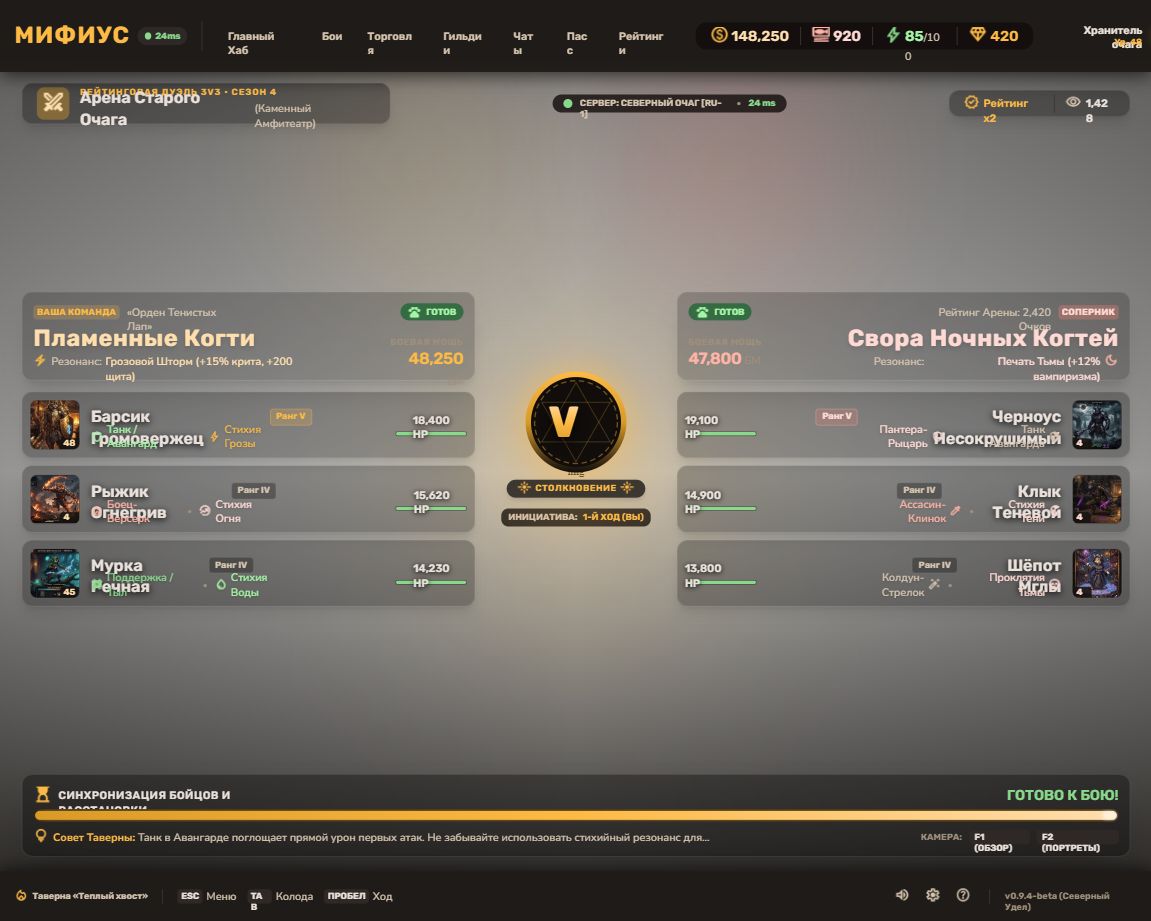 МИФИУС
24ms
Главный
Хаб
Бои
Торговл
я
Гильди
и
Чат
ы
Пас
с
Рейтинг
и
148,250
920
85/10
0
420
Хранитель
очага
РЕЙТИНГОВАЯ ДУЭЛЬ 3V3 • СЕЗОН 4
Арена Старого
Очага
(Каменный
Амфитеатр)
СЕРВЕР: СЕВЕРНЫЙ ОЧАГ [RU-
1]
• 24 ms
Рейтинг
x2
1,42
8
ВАША КОМАНДА
«Орден Тенистых
Лап»
ГОТОВ
Пламенные Когти
БОЕВАЯ МОЩЬ
48,250
Резонанс: Грозовой Шторм (+15% крита, +200
щита)
Барсик
Громовержец
Ранг V
Танк /
Авангард
Стихия
Грозы
18,400
HP
48
Рыжик
Огнегрив
Ранг IV
Боец-
Берсерк
•
Стихия
Огня
15,620
HP
4
Мурка
Речная
Ранг IV
Поддержка /
Тыл
•
Стихия
Воды
14,230
HP
45
V
СТОЛКНОВЕНИЕ
ИНИЦИАТИВА: 1-Й ХОД (ВЫ)
ГОТОВ
Рейтинг Арены: 2,420
Очков
СОПЕРНИК
Свора Ночных Когтей
БОЕВАЯ МОЩЬ
47,800 БМ
Резонанс:
Печать Тьмы (+12%
вампиризма)
19,100
HP
Ранг V
Черноус
Несокрушимый
Пантера-
Рыцарь
Танк
Авангарда
4
14,900
HP
Ранг IV
Клык
Теневой
Ассасин-
Клинок
•
Стихия
Тени
4
13,800
HP
Ранг IV
Шёпот
Мглы
Колдун-
Стрелок
•
Проклятия
Тьмы
4
СИНХРОНИЗАЦИЯ БОЙЦОВ И
РАССТАНОВКИ
ГОТОВО К БОЮ!
Совет Таверны: Танк в Авангарде поглощает прямой урон первых атак. Не забывайте использовать стихийный резонанс для...
КАМЕРА:
F1
(ОБЗОР)
F2
(ПОРТРЕТЫ)
Таверна «Теплый хвост»
ESC Меню
TA
B
Колода
ПРОБЕЛ Ход
v0.9.4-beta (Северный
Удел)